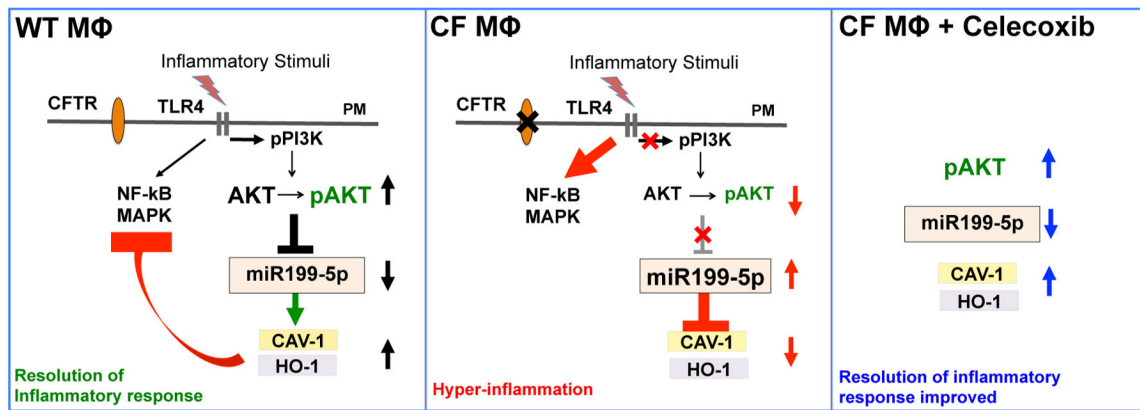 WT MΦ
Inflammatory Stimuli
CFTR
TLR4
PM
pPI3K
NF-kB
MAPK
AKT
pAKT
miR199-5p
CAV-1
HO-1
Resolution of
Inflammatory response
CF MΦ
Inflammatory Stimuli
CFTR
TLR4
PM
pPI3K
NF-kB
MAPK
AKT
pAKT
miR199-5p
CAV-1
HO-1
Hyper-inflammation
CF MΦ + Celecoxib
pAKT
miR199-5p
CAV-1
HO-1
Resolution of inflammatory
response improved